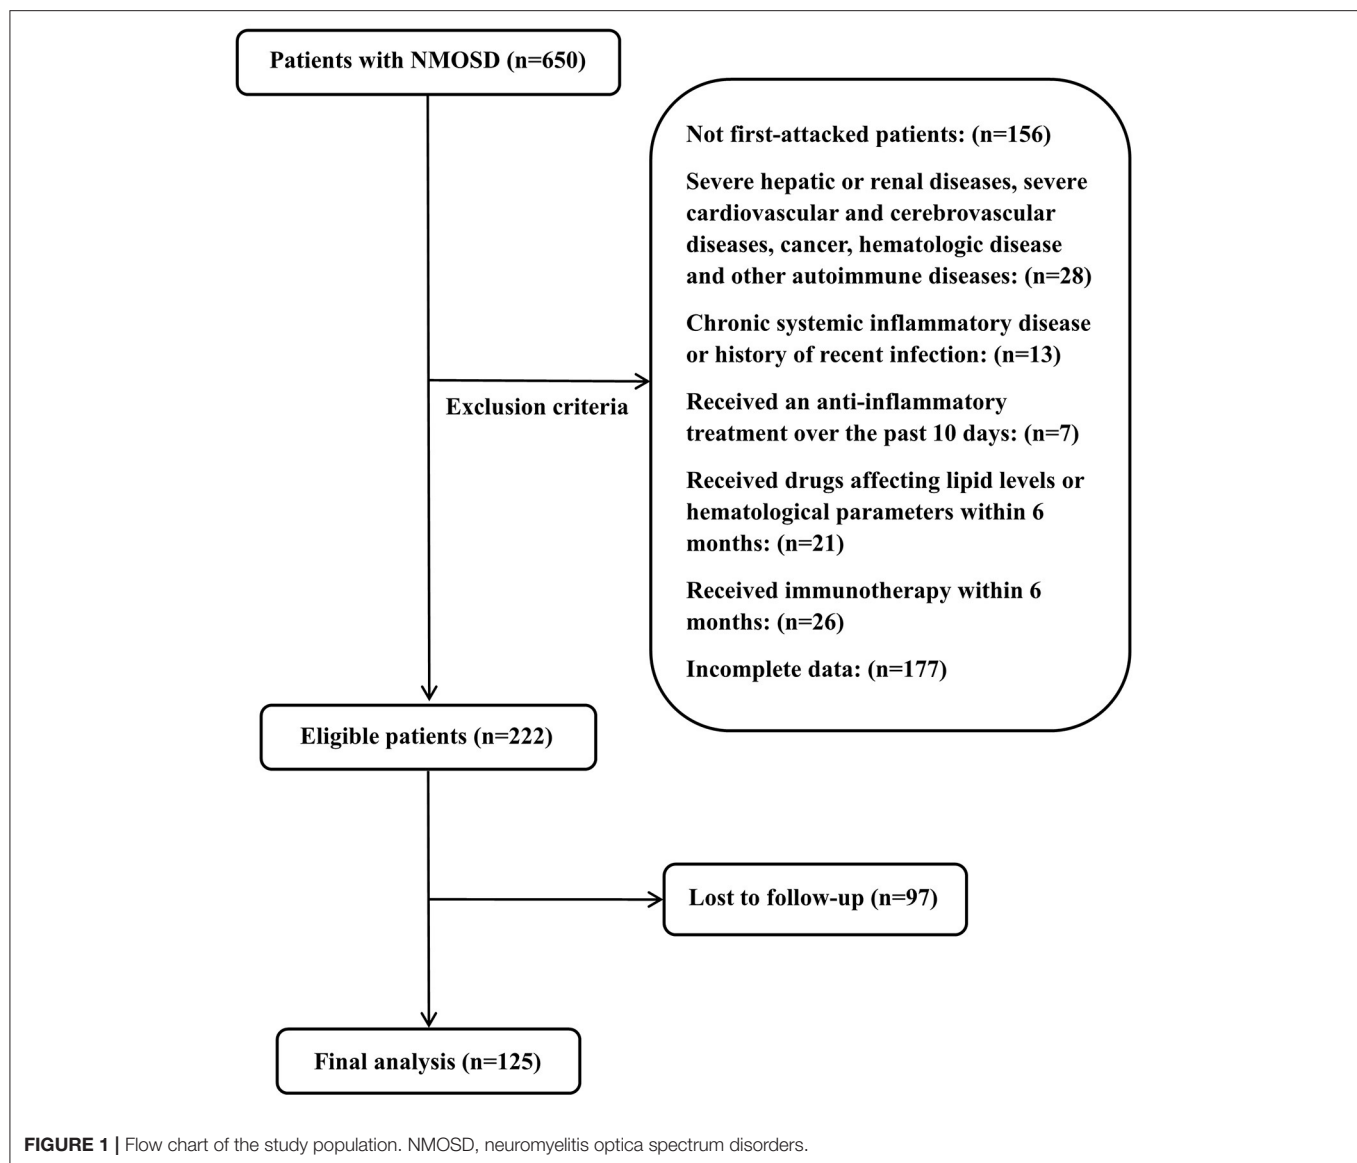 Patients with NMOSD (n=650)
Not first-attacked patients: (n=156)
Severe hepatic or renal diseases, severe
cardiovascular and cerebrovascular
diseases, cancer, hematologic disease
and other autoimmune diseases: (n=28)
Chronic systemic inflammatory disease
or history of recent infection: (n=13)
Received an anti-inflammatory
treatment over the past 10 days: (n=7)
Received drugs affecting lipid levels or
hematological parameters within 6
months: (n=21)
Received immunotherapy within 6
months: (n=26)
Incomplete data: (n=177)
Exclusion criteria
Eligible patients (n=222)
Lost to follow-up (n=97)
Final analysis (n=125)
FIGURE 1 | Flow chart of the study population. NMOSD, neuromyelitis optica spectrum disorders.